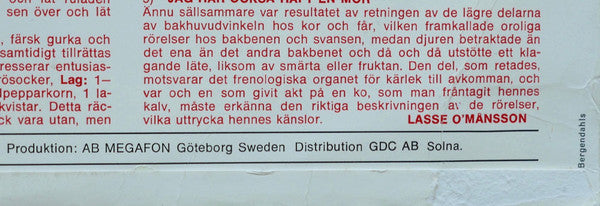 sen över och låt
färsk gurka och
samtidigt tillrättas
resserar entusias-
rösocker, Lag: 1—
lpepparkorn, 1 la-
kvistar. Detta räc-
ck vara utan, men
Ännu sällsammare var resultatet av retningen av de lägre delarna
av bakhuvudvinkeln hos kor och får, vilken framkallade oroliga
rörelser hos bakbenen och svansen, medan djuren betraktade än
det ena än det andra bakbenet och då och då utstötte ett kla-
gande läte, liksom av smärta eller fruktan. Den del, som retades,
motsvarar det frenologiska organet för kärlek till avkomman, och
var och en som givit akt på en ko, som man fråntagit hennes
kalv, måste erkänna den riktiga beskrivningen av de rörelser,
vilka uttrycka hennes känslor. LASSE O'MÅNSSON
Produktion: AB MEGAFON Göteborg Sweden Distribution GDC AB Solna.
Bergendahls